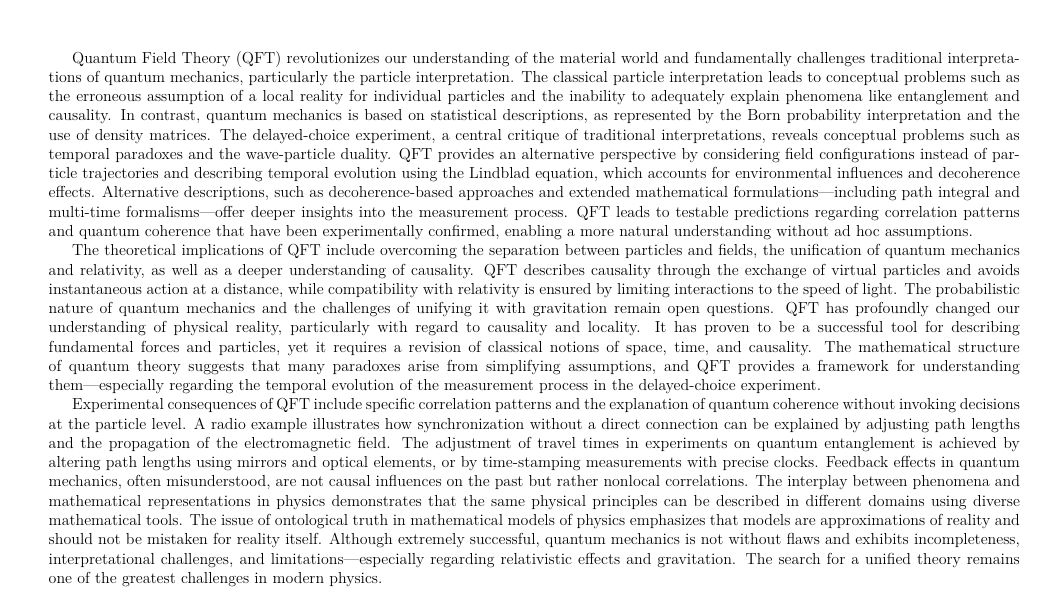 Quantum Field Theory (QFT) revolutionizes our understanding of the material world and fundamentally challenges traditional interpreta-
tions of quantum mechanics, particularly the particle interpretation. The classical particle interpretation leads to conceptual problems such as
the erroneous assumption of a local reality for individual particles and the inability to adequately explain phenomena like entanglement and
causality. In contrast, quantum mechanics is based on statistical descriptions, as represented by the Born probability interpretation and the
use of density matrices. The delayed-choice experiment, a central critique of traditional interpretations, reveals conceptual problems such as
temporal paradoxes and the wave-particle duality. QFT provides an alternative perspective by considering field configurations instead of par-
ticle trajectories and describing temporal evolution using the Lindblad equation, which accounts for environmental influences and decoherence
effects. Alternative descriptions, such as decoherence-based approaches and extended mathematical formulations—including path integral and
multi-time formalisms—offer deeper insights into the measurement process. QFT leads to testable predictions regarding correlation patterns
and quantum coherence that have been experimentally confirmed, enabling a more natural understanding without ad hoc assumptions.
The theoretical implications of QFT include overcoming the separation between particles and fields, the unification of quantum mechanics
and relativity, as well as a deeper understanding of causality. QFT describes causality through the exchange of virtual particles and avoids
instantaneous action at a distance, while compatibility with relativity is ensured by limiting interactions to the speed of light. The probabilistic
nature of quantum mechanics and the challenges of unifying it with gravitation remain open questions. QFT has profoundly changed our
understanding of physical reality, particularly with regard to causality and locality. It has proven to be a successful tool for describing
fundamental forces and particles, yet it requires a revision of classical notions of space, time, and causality. The mathematical structure
of quantum theory suggests that many paradoxes arise from simplifying assumptions, and QFT provides a framework for understanding
them—especially regarding the temporal evolution of the measurement process in the delayed-choice experiment.
Experimental consequences of QFT include specific correlation patterns and the explanation of quantum coherence without invoking decisions
at the particle level. A radio example illustrates how synchronization without a direct connection can be explained by adjusting path lengths
and the propagation of the electromagnetic field. The adjustment of travel times in experiments on quantum entanglement is achieved by
altering path lengths using mirrors and optical elements, or by time-stamping measurements with precise clocks. Feedback effects in quantum
mechanics, often misunderstood, are not causal influences on the past but rather nonlocal correlations. The interplay between phenomena and
mathematical representations in physics demonstrates that the same physical principles can be described in different domains using diverse
mathematical tools. The issue of ontological truth in mathematical models of physics emphasizes that models are approximations of reality and
should not be mistaken for reality itself. Although extremely successful, quantum mechanics is not without flaws and exhibits incompleteness,
interpretational challenges, and limitations—especially regarding relativistic effects and gravitation. The search for a unified theory remains
one of the greatest challenges in modern physics.